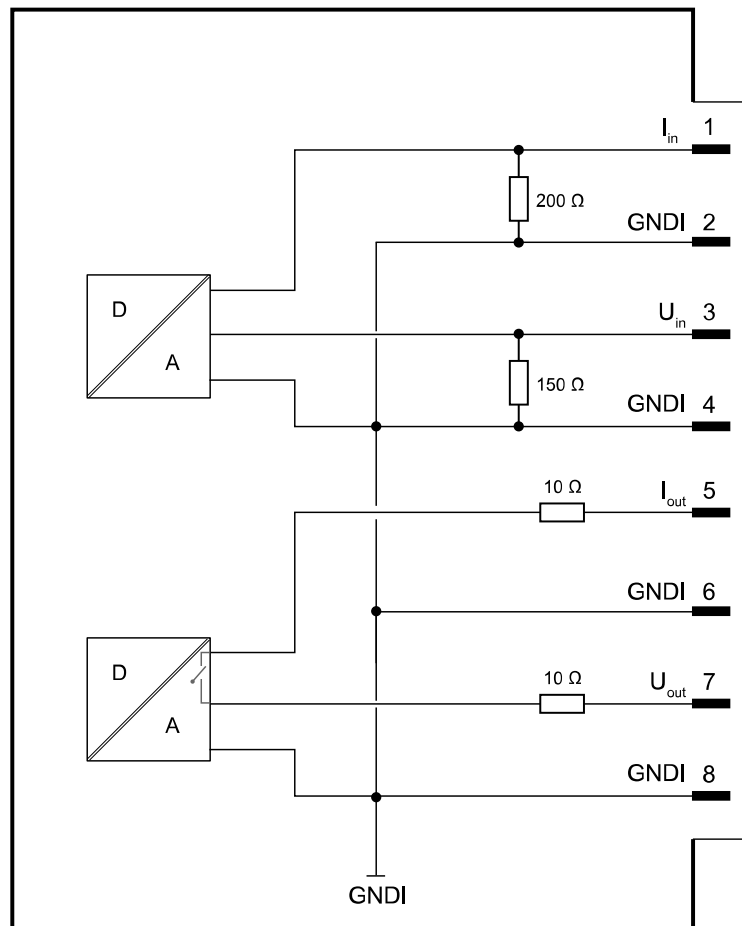 I_in 1
200 Ω
GNDI 2
U_in 3
D
A
150 Ω
GNDI 4
10 Ω
I_out 5
GNDI 6
D
A
10 Ω
U_out 7
GNDI 8
GNDI